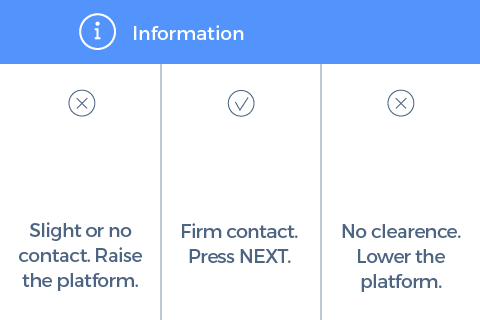 Information
Slight or no
contact. Raise
the platform.
Firm contact.
Press NEXT.
No clearence.
Lower the
platform.